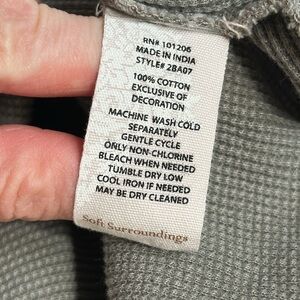 RN# 101206
MADE IN INDIA
STYLE# 2BA07
100% COTTON
EXCLUSIVE OF
DECORATION
MACHINE WASH COLD
SEPARATELY
GENTLE CYCLE
ONLY NON-CHLORINE
BLEACH WHEN NEEDED
TUMBLE DRY LOW
COOL IRON IF NEEDED
MAY BE DRY CLEANED
Soft Surroundings